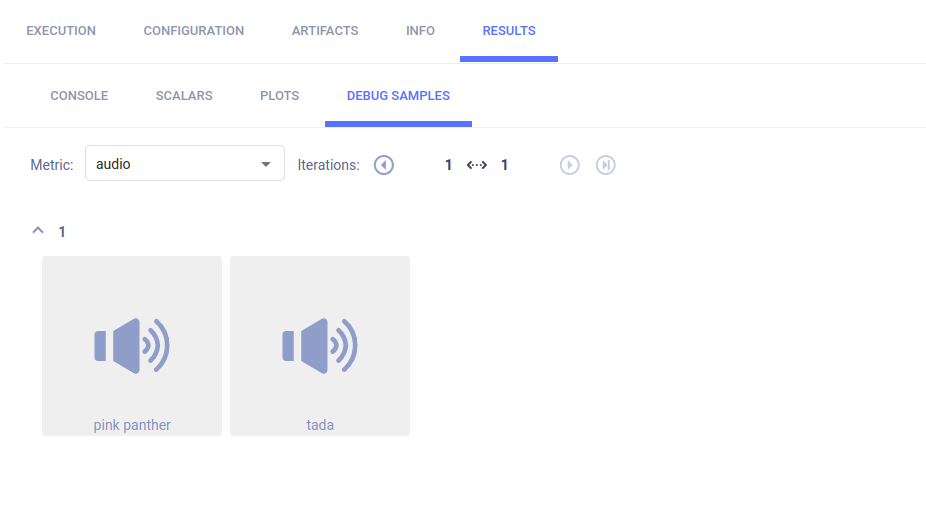 EXECUTION CONFIGURATION ARTIFACTS INFO RESULTS
CONSOLE SCALARS PLOTS DEBUG SAMPLES
Metric: audio Iterations: 1 1
1
pink panther tada